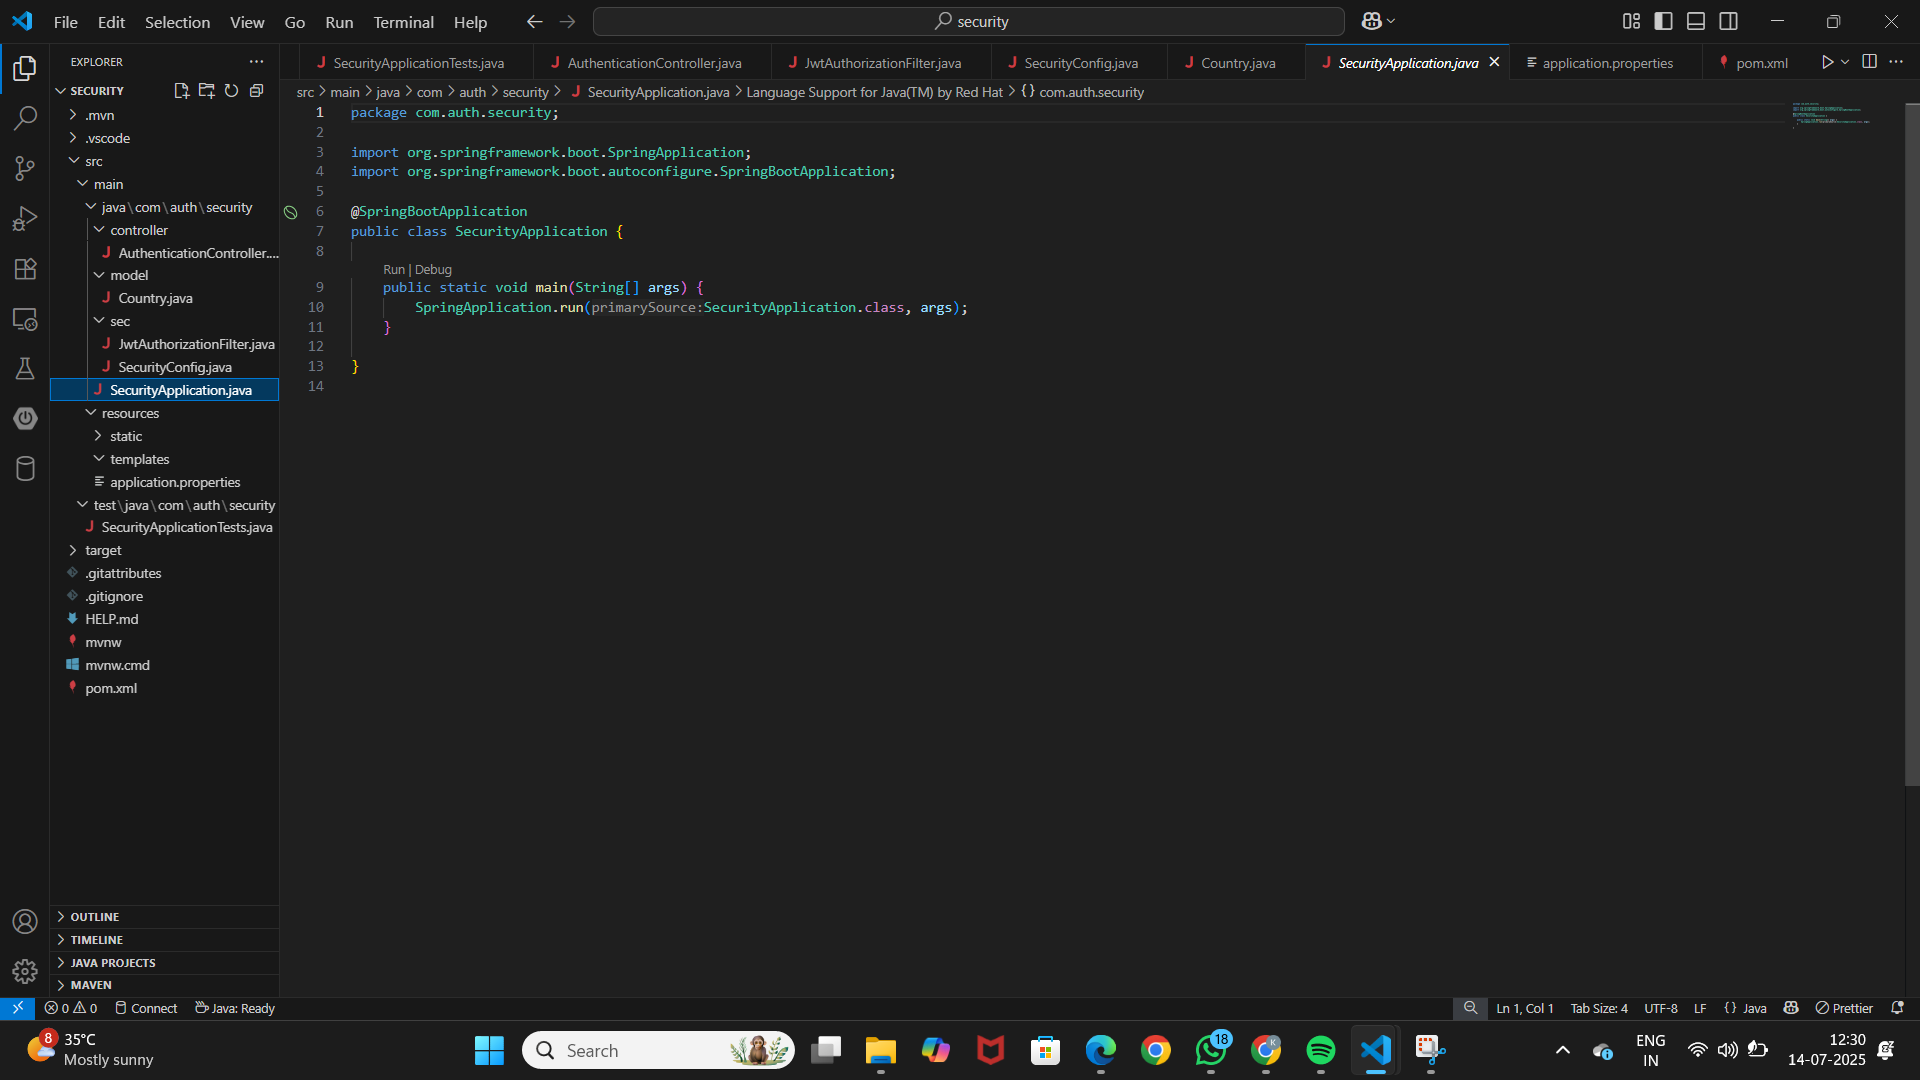 File Edit Selection View Go Run Terminal Help
security
EXPLORER
SECURITY
.mvn
.vscode
src
main
java\com\auth\security
controller
AuthenticationController....
model
Country.java
sec
JwtAuthorizationFilter.java
SecurityConfig.java
SecurityApplication.java
resources
static
templates
application.properties
test\java\com\auth\security
SecurityApplicationTests.java
target
.gitattributes
.gitignore
HELP.md
mvnw
mvnw.cmd
pom.xml
OUTLINE
TIMELINE
JAVA PROJECTS
MAVEN
SecurityApplicationTests.java AuthenticationController.java JwtAuthorizationFilter.java SecurityConfig.java Country.java SecurityApplication.java application.properties pom.xml
src > main > java > com > auth > security > SecurityApplication.java > Language Support for Java(TM) by Red Hat > {} com.auth.security
1 package com.auth.security;
2
3 import org.springframework.boot.SpringApplication;
4 import org.springframework.boot.autoconfigure.SpringBootApplication;
5
6 @SpringBootApplication
7 public class SecurityApplication {
8
Run | Debug
9 public static void main(String[] args) {
10 SpringApplication.run(primarySource:SecurityApplication.class, args);
11 }
12
13 }
14
0 0 Connect Java: Ready
Ln 1, Col 1 Tab Size: 4 UTF-8 LF {} Java Prettier
8 35°C
Mostly sunny
Search
18
K
ENG
IN
12:30
14-07-2025